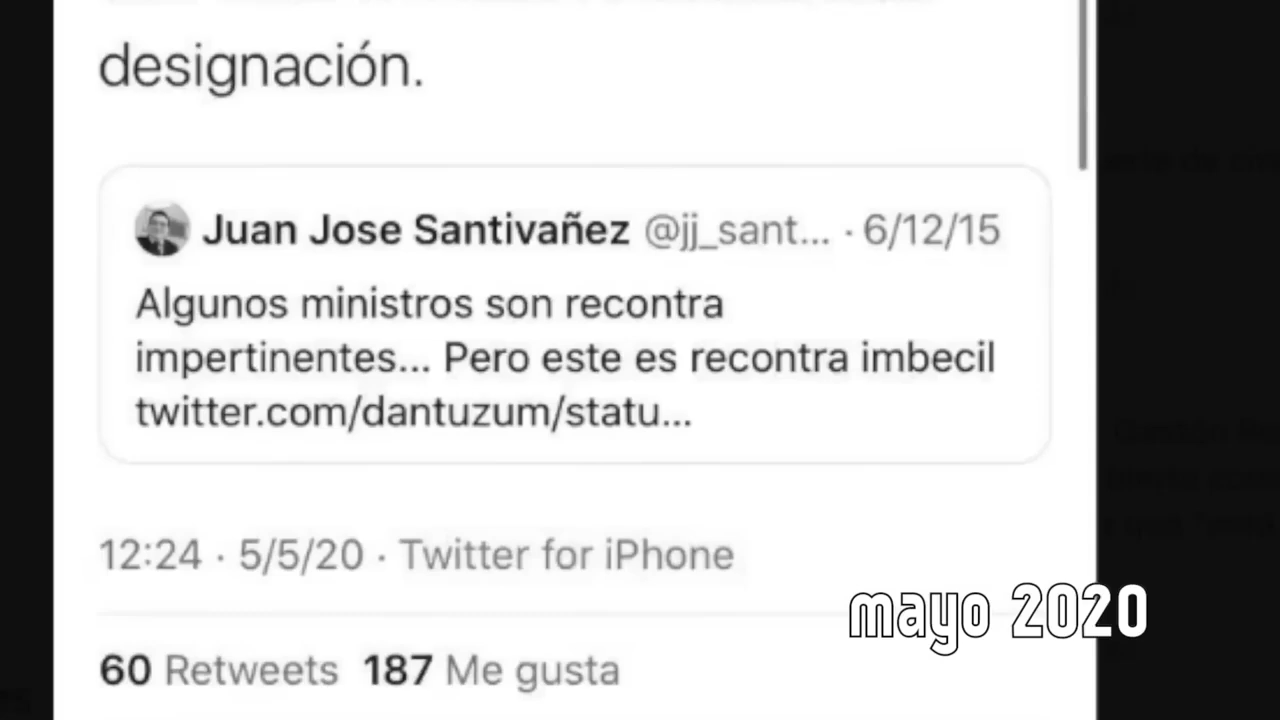 designación.
Juan Jose Santivañez @jj_sant... · 6/12/15
Algunos ministros son recontra
impertinentes... Pero este es recontra imbecil
twitter.com/dantuzum/statu...
12:24 · 5/5/20 · Twitter for iPhone
mayo 2020
60 Retweets 187 Me gusta